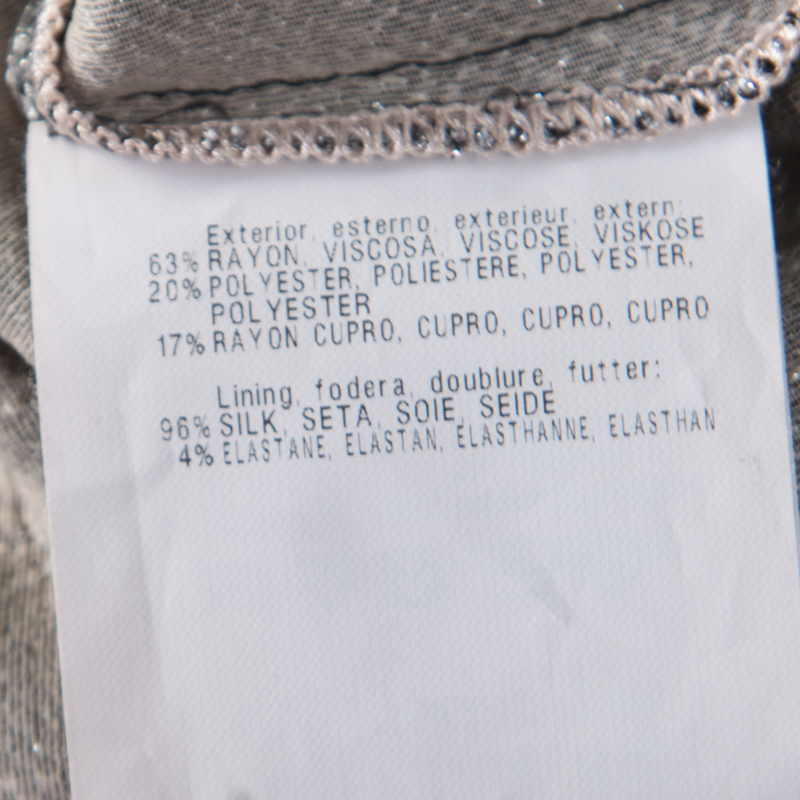 Exterior, esterno, exterieur, extern:
63% RAYON, VISCOSA, VISCOSE, VISKOSE
20% POLYESTER, POLIESTERE, POLYESTER,
POLYESTER
17% RAYON CUPRO, CUPRO, CUPRO, CUPRO
Lining, fodera, doublure, futter:
96% SILK, SETA, SOIE, SEIDE
4% ELASTANE, ELASTAN, ELASTHANNE, ELASTHAN